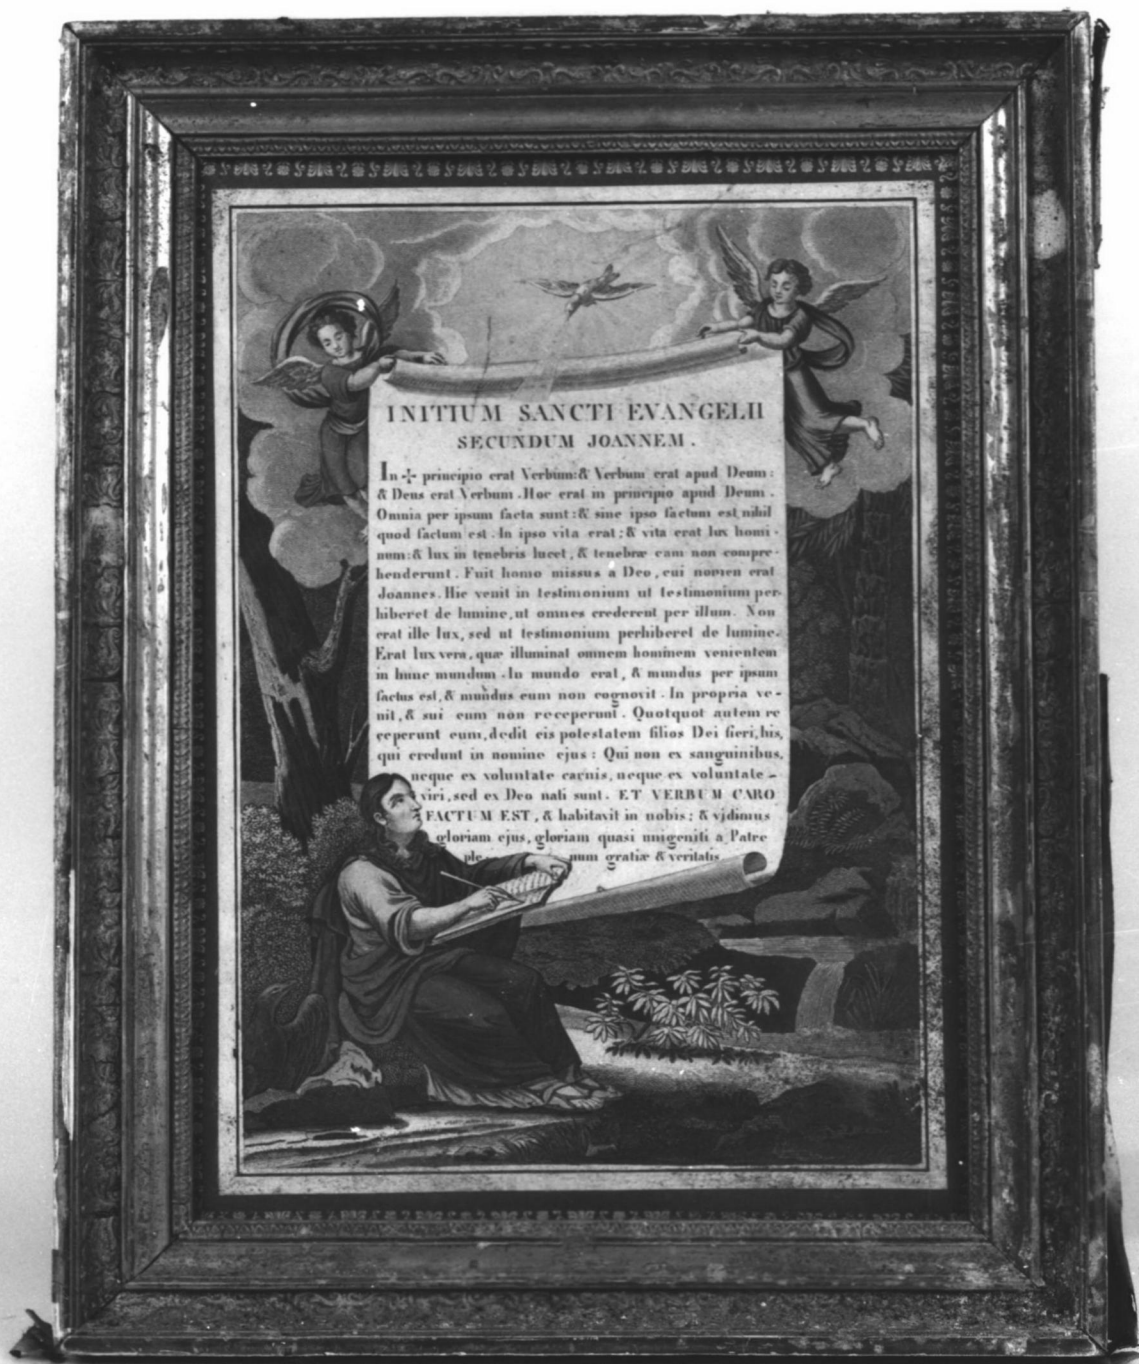 INITIUM SANCTI EVANGELII
SECUNDUM JOANNEM.
In ✢ principio erat Verbum:& Verbum erat apud Deum:
& Deus erat Verbum. Hoc erat in principio apud Deum.
Omnia per ipsum facta sunt:& sine ipso factum est nihil
quod factum est. In ipso vita erat; & vita erat lux homi-
num:& lux in tenebris lucet, & tenebræ eam non compre-
henderunt. Fuit homo missus a Deo, cui nomen erat
Joannes. Hic venit in testimonium ut testimonium per-
hiberet de lumine, ut omnes crederent per illum. Non
erat ille lux, sed ut testimonium perhiberet de lumine.
Erat lux vera, quæ illuminat omnem hominem venientem
in hunc mundum. In mundo erat, & mundus per ipsum
factus est, & mundus eum non cognovit. In propria ve-
nit, & sui eum non receperunt. Quotquot autem re
ceperunt eum, dedit eis potestatem filios Dei fieri, his,
qui credunt in nomine ejus: Qui non ex sanguinibus,
neque ex voluntate carnis, neque ex voluntate-
viri, sed ex Deo nati sunt. ET VERBUM CARO
FACTUM EST, & habitavit in nobis; & vidimus
gloriam ejus, gloriam quasi unigeniti a Patre
ple num gratiæ & veritatis